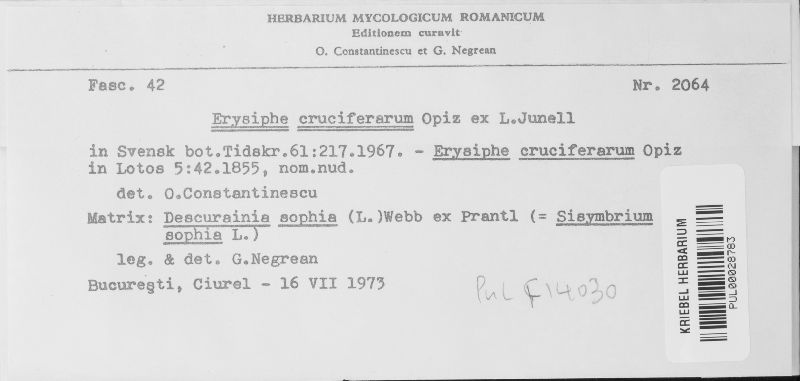 HERBARIUM MYCOLOGICUM ROMANICUM
Editionem curavit
O. Constantinescu et G. Negrean
Fasc. 42 Nr. 2064
Erysiphe cruciferarum Opiz ex L.Junell
in Svensk bot.Tidskr.61:217.1967. - Erysiphe cruciferarum Opiz
in Lotos 5:42.1855, nom.nud.
det. O.Constantinescu
Matrix: Descurainia sophia (L.)Webb ex Prantl (= Sisymbrium
sophia L.)
leg. & det. G.Negrean
București, Ciurel - 16 VII 1973
PUL F14030
KRIEBEL HERBARIUM
PUL00028783